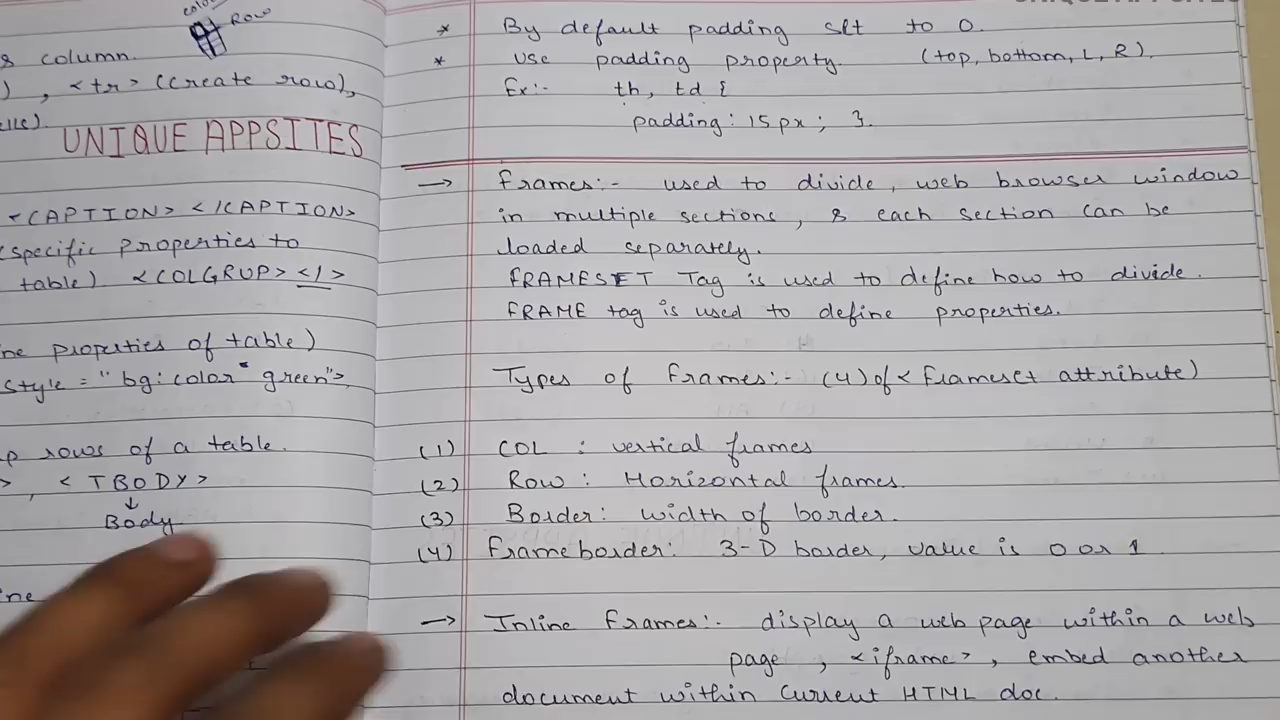 colo
Row
& column.
) , <tr> (create row),
UNIQUE APPSITES
<CAPTION> </CAPTION>
(specific properties to
table) <COLGRUP> </>
ne properties of table)
style = "bg:color" green">
p rows of a table.
> , <TBODY>
↓
Body
ne
* By default padding set to 0.
* use padding property. (top, bottom, L, R).
Ex:- th, td {
padding: 15 px ; }.
→ Frames:- used to divide, web browser window
in multiple sections, & each section can be
loaded separately.
FRAMESET Tag is used to define how to divide.
FRAME tag is used to define properties.
Types of Frames:- (4) of < Frameset attribute)
(1) COL : vertical frames
(2) Row : Horizontal frames.
(3) Border: width of border.
(4) Frameborder: 3-D border, value is 0 or 1
→ Inline Frames:- display a web page within a web
page , <iframe>, embed another
document within current HTML doc.